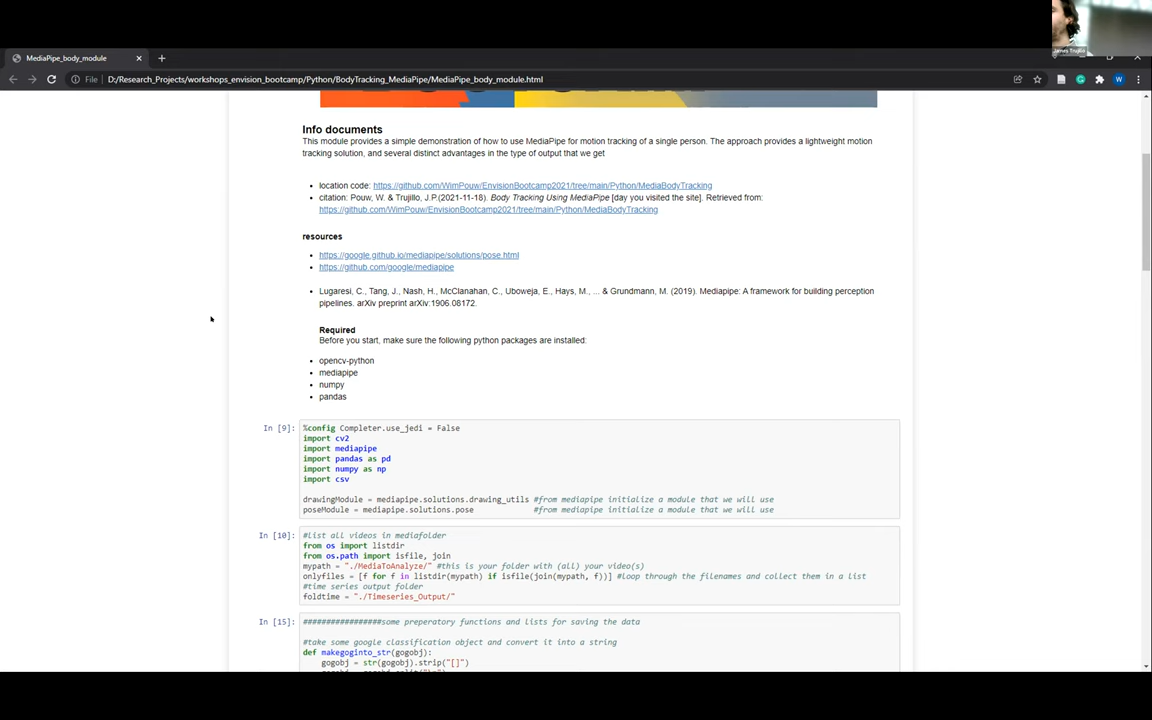 James Trujillo
MediaPipe_body_module
File
D:/Research_Projects/workshops_envision_bootcamp/Python/BodyTracking_MediaPipe/MediaPipe_body_module.html
W
Info documents
This module provides a simple demonstration of how to use MediaPipe for motion tracking of a single person. The approach provides a lightweight motion
tracking solution, and several distinct advantages in the type of output that we get
location code: https://github.com/WimPouw/EnvisionBootcamp2021/tree/main/Python/MediaBodyTracking
citation: Pouw, W. & Trujillo, J.P.(2021-11-18). Body Tracking Using MediaPipe [day you visited the site]. Retrieved from:
https://github.com/WimPouw/EnvisionBootcamp2021/tree/main/Python/MediaBodyTracking
resources
https://google.github.io/mediapipe/solutions/pose.html
https://github.com/google/mediapipe
Lugaresi, C., Tang, J., Nash, H., McClanahan, C., Uboweja, E., Hays, M., ... & Grundmann, M. (2019). Mediapipe: A framework for building perception
pipelines. arXiv preprint arXiv:1906.08172.
Required
Before you start, make sure the following python packages are installed:
opencv-python
mediapipe
numpy
pandas
In [9]:
%config Completer.use_jedi = False
import cv2
import mediapipe
import pandas as pd
import numpy as np
import csv
drawingModule = mediapipe.solutions.drawing_utils #from mediapipe initialize a module that we will use
poseModule = mediapipe.solutions.pose #from mediapipe initialize a module that we will use
In [10]:
#list all videos in mediafolder
from os import listdir
from os.path import isfile, join
mypath = "./MediaToAnalyze/" #this is your folder with (all) your video(s)
onlyfiles = [f for f in listdir(mypath) if isfile(join(mypath, f))] #loop through the filenames and collect them in a list
#time series output folder
foldtime = "./Timeseries_Output/"
In [15]:
#################some preperatory functions and lists for saving the data
#take some google classification object and convert it into a string
def makegoginto_str(gogobj):
gogobj = str(gogobj).strip("[]")